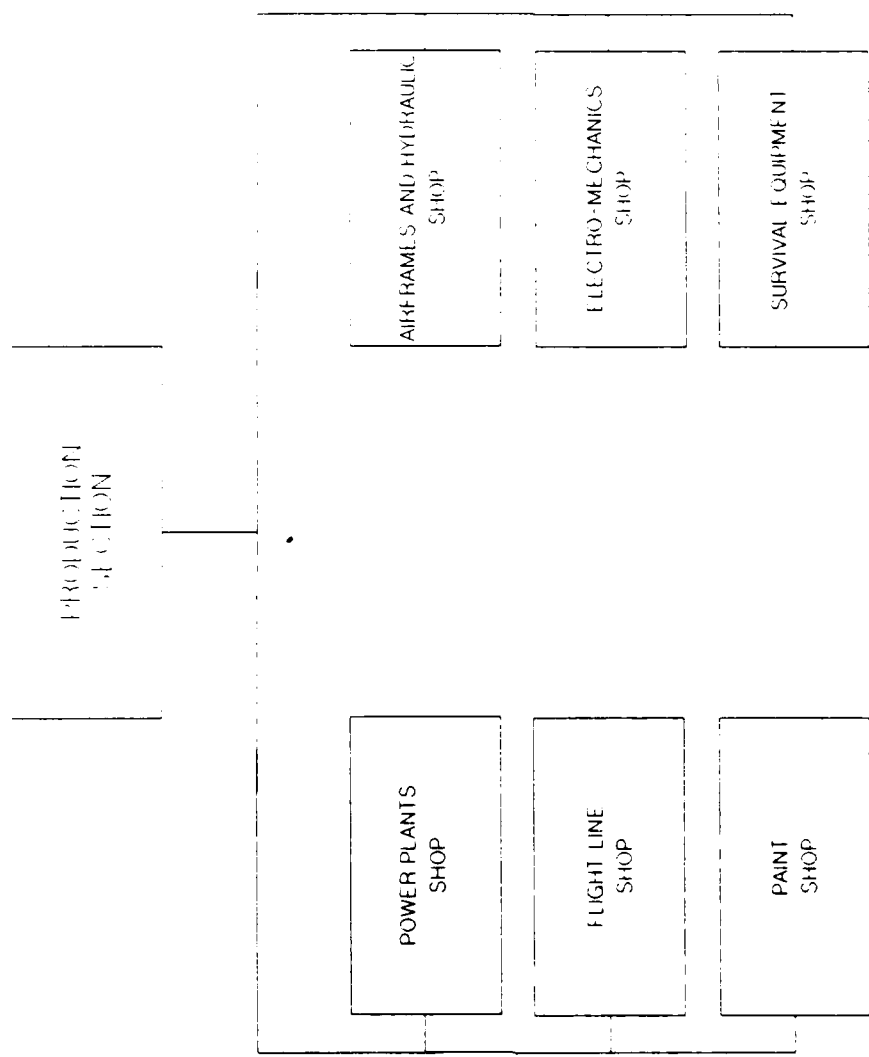 PRODUCTION
SECTION
POWER PLANTS
SHOP
AIRFRAMES AND HYDRAULIC
SHOP
FLIGHT LINE
SHOP
ELECTRO-MECHANICS
SHOP
PAINT
SHOP
SURVIVAL EQUIPMENT
SHOP